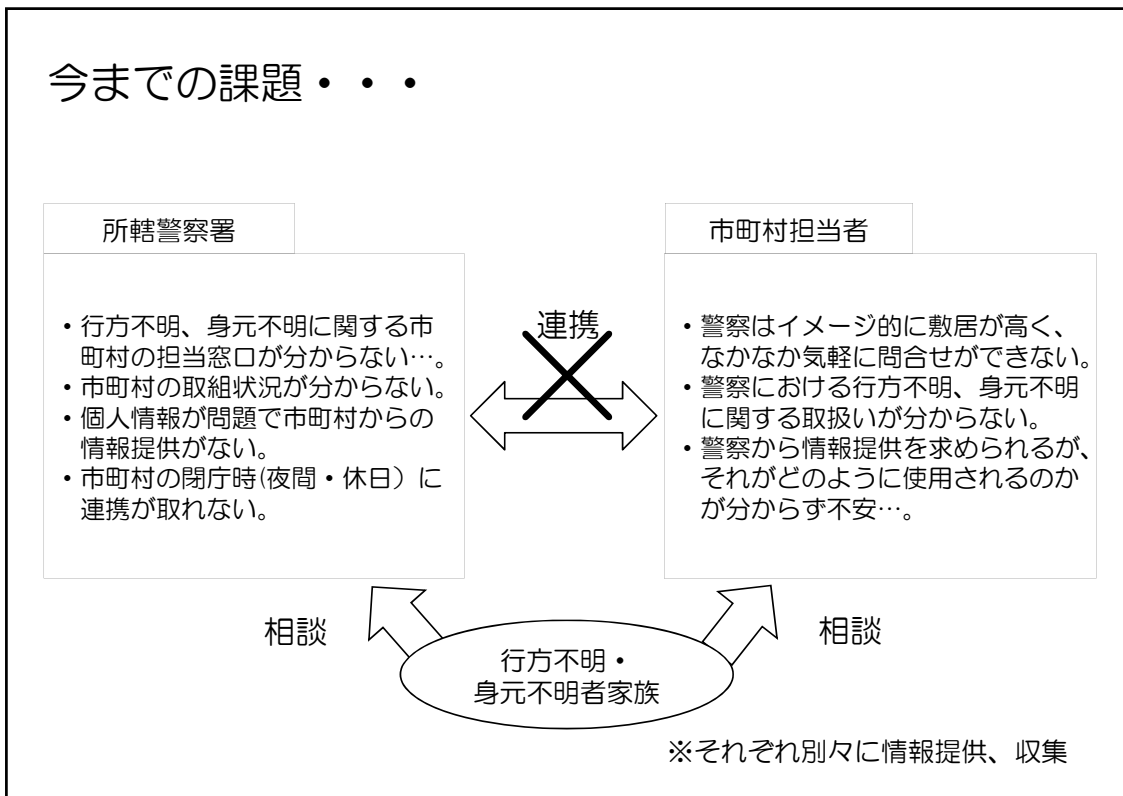 今までの課題・・・
所轄警察署
・行方不明、身元不明に関する市
町村の担当窓口が分からない…。
・市町村の取組状況が分からない。
・個人情報が問題で市町村からの
情報提供がない。
・市町村の閉庁時(夜間・休日）に
連携が取れない。
連携
市町村担当者
・警察はイメージ的に敷居が高く、
なかなか気軽に問合せができない。
・警察における行方不明、身元不明
に関する取扱いが分からない。
・警察から情報提供を求められるが、
それがどのように使用されるのか
が分からず不安…。
相談
行方不明・
身元不明者家族
相談
※それぞれ別々に情報提供、収集